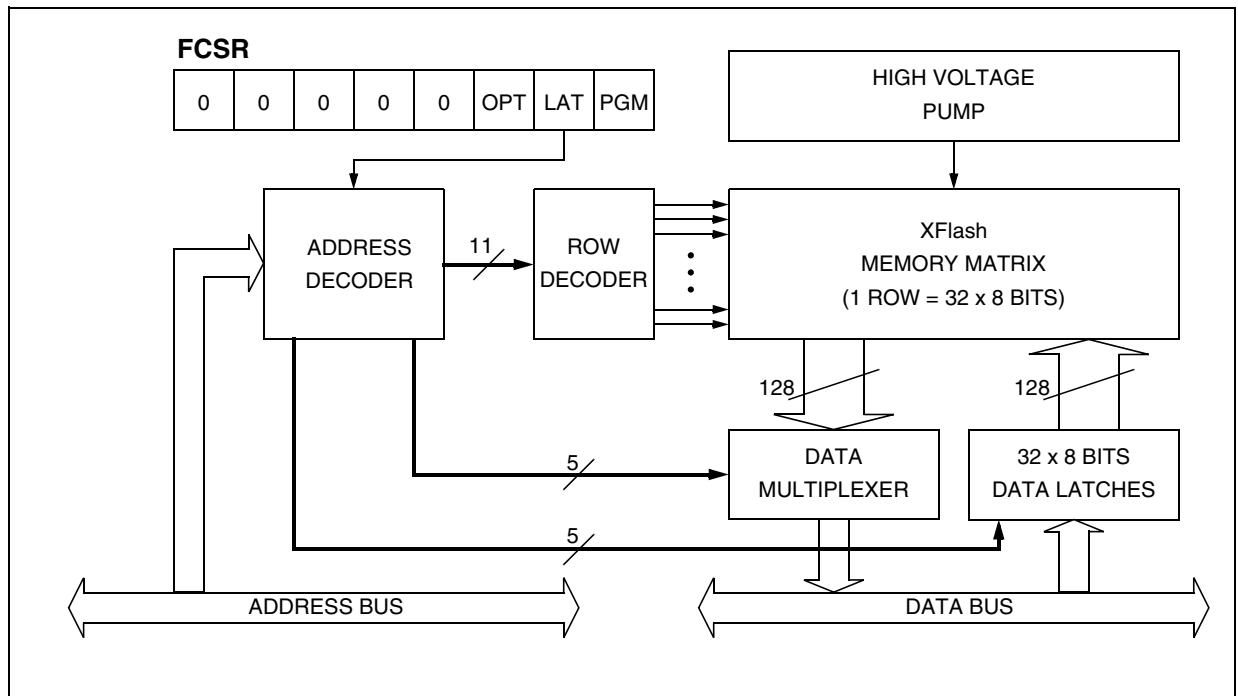 FCSR
0 0 0 0 0 OPT LAT PGM
HIGH VOLTAGE
PUMP
ADDRESS
DECODER
11
ROW
DECODER
XFlash
MEMORY MATRIX
(1 ROW = 32 x 8 BITS)
128
128
5
DATA
MULTIPLEXER
32 x 8 BITS
DATA LATCHES
5
ADDRESS BUS
DATA BUS